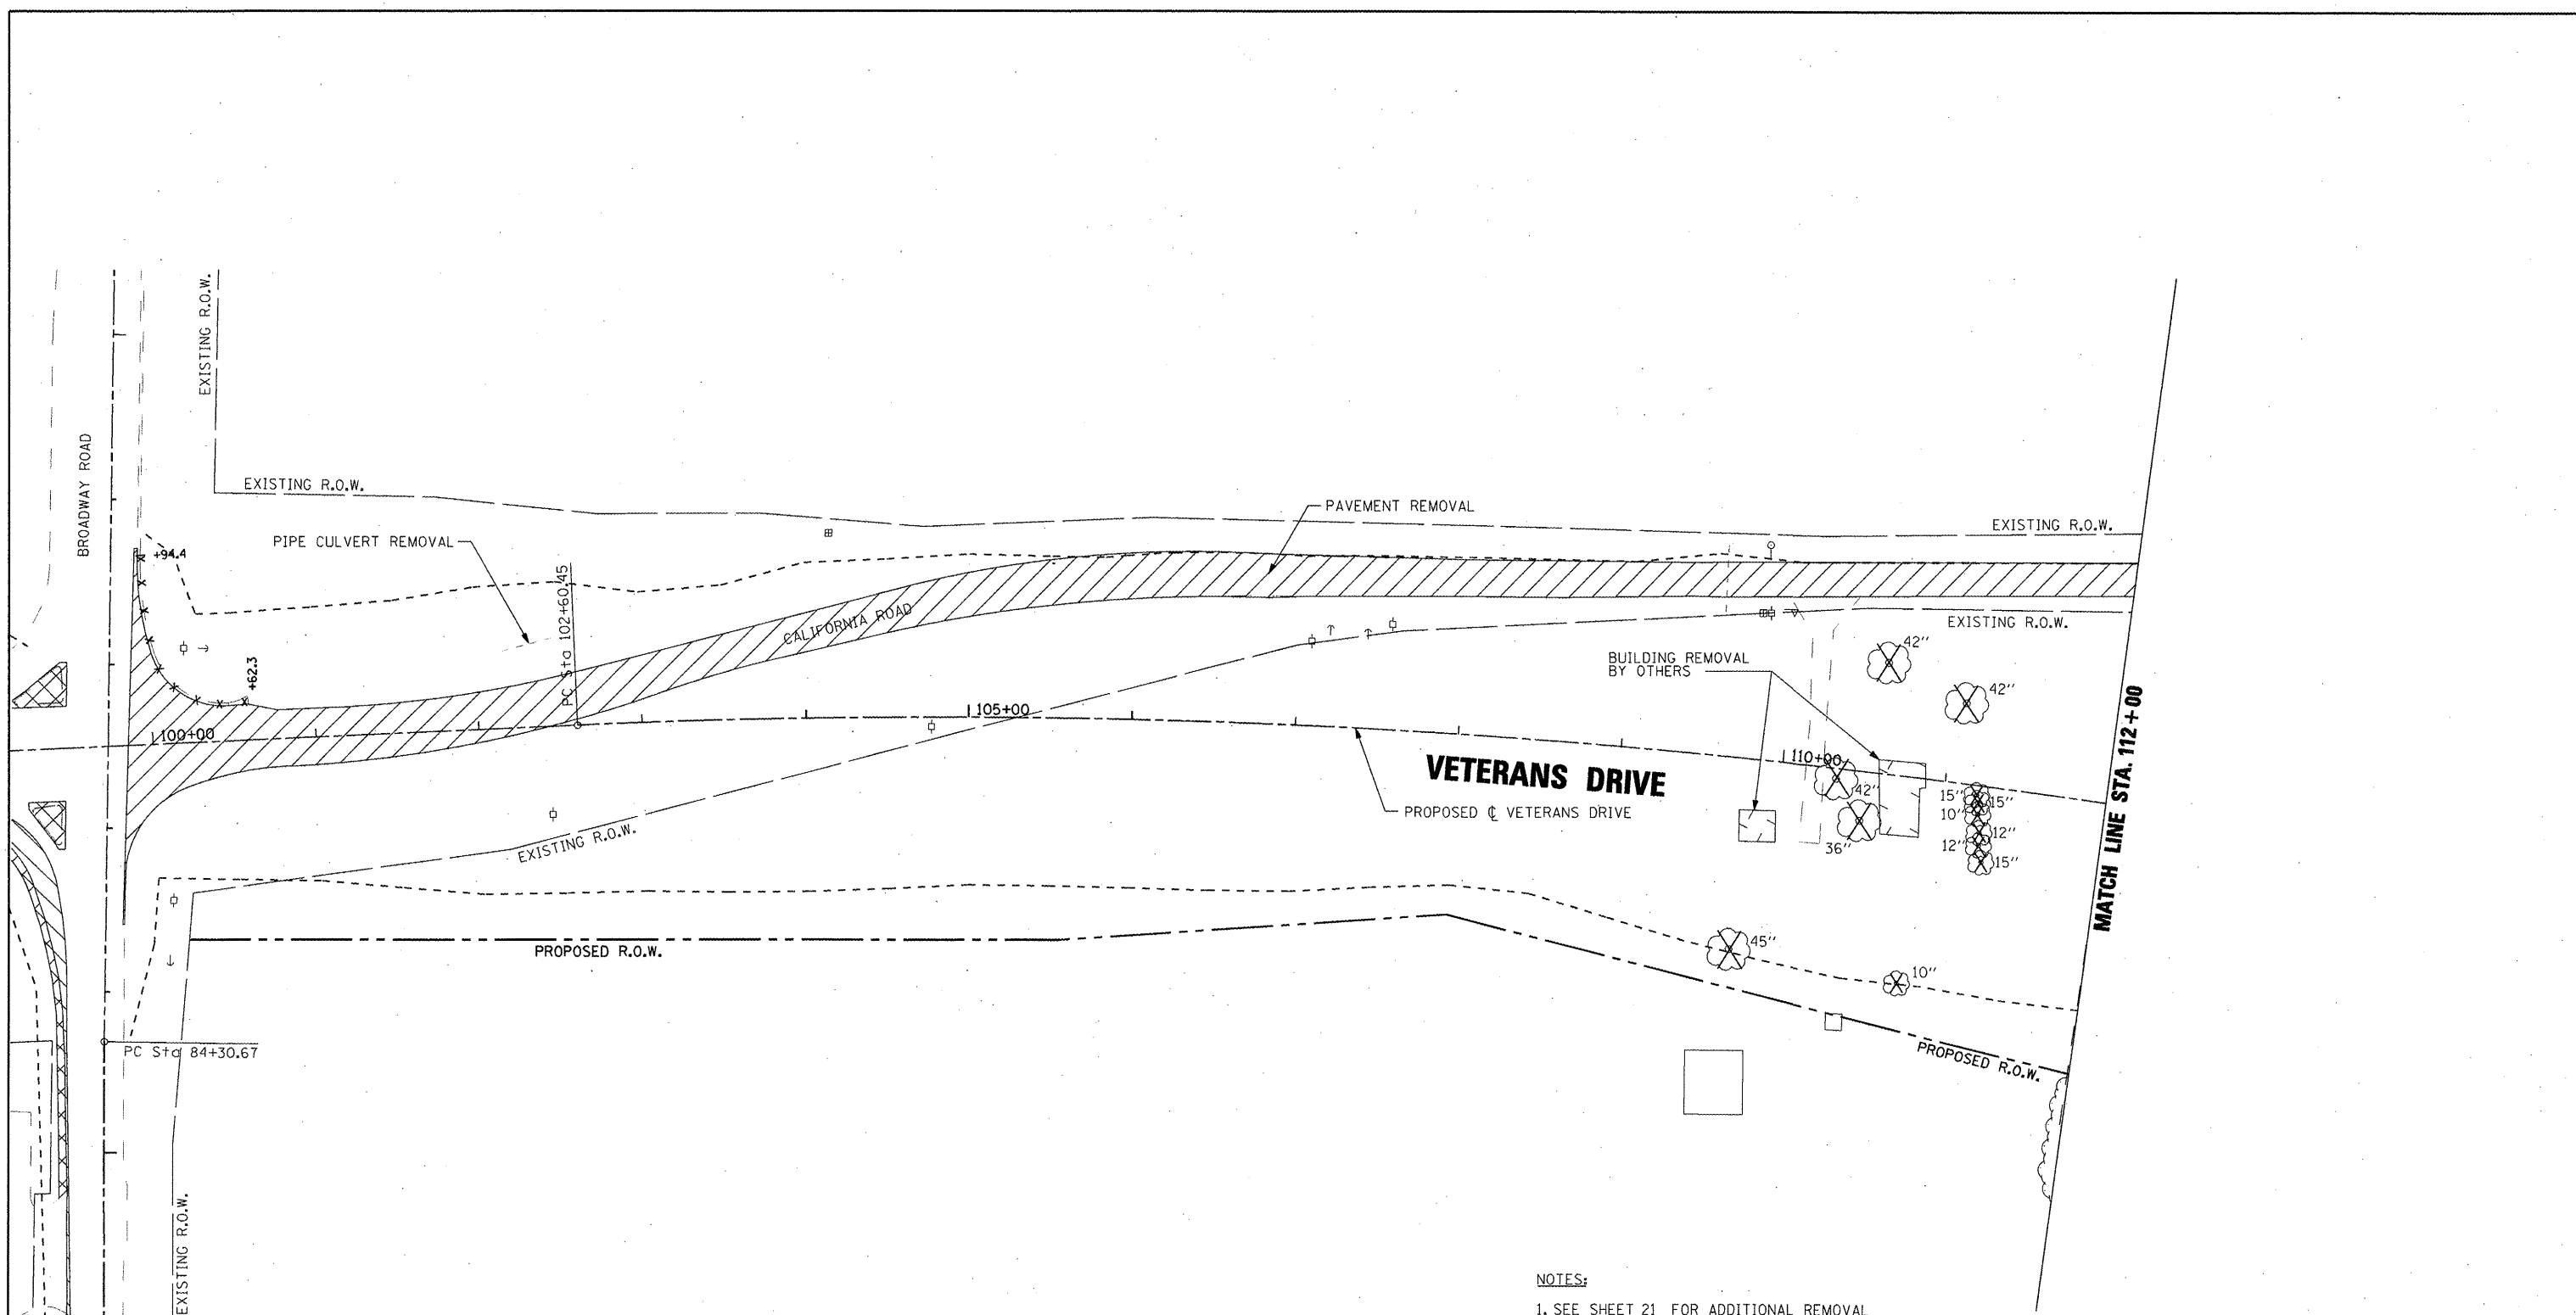 EXISTING R.O.W.
BROADWAY ROAD
EXISTING R.O.W.
PAVEMENT REMOVAL
EXISTING R.O.W.
PIPE CULVERT REMOVAL
+94.4
PC Sta 102+60.45
CALIFORNIA ROAD
EXISTING R.O.W.
42"
BUILDING REMOVAL
BY OTHERS
+62.3
42"
MATCH LINE STA. 112+00
105+00
100+00
110+00
VETERANS DRIVE
42"
15"
15"
PROPOSED ℄ VETERANS DRIVE
10"
12"
EXISTING R.O.W.
36"
12"
15"
45"
PROPOSED R.O.W.
10"
PC Sta 84+30.67
PROPOSED R.O.W.
EXISTING R.O.W.
NOTES:
1. SEE SHEET 21 FOR ADDITIONAL REMOVAL